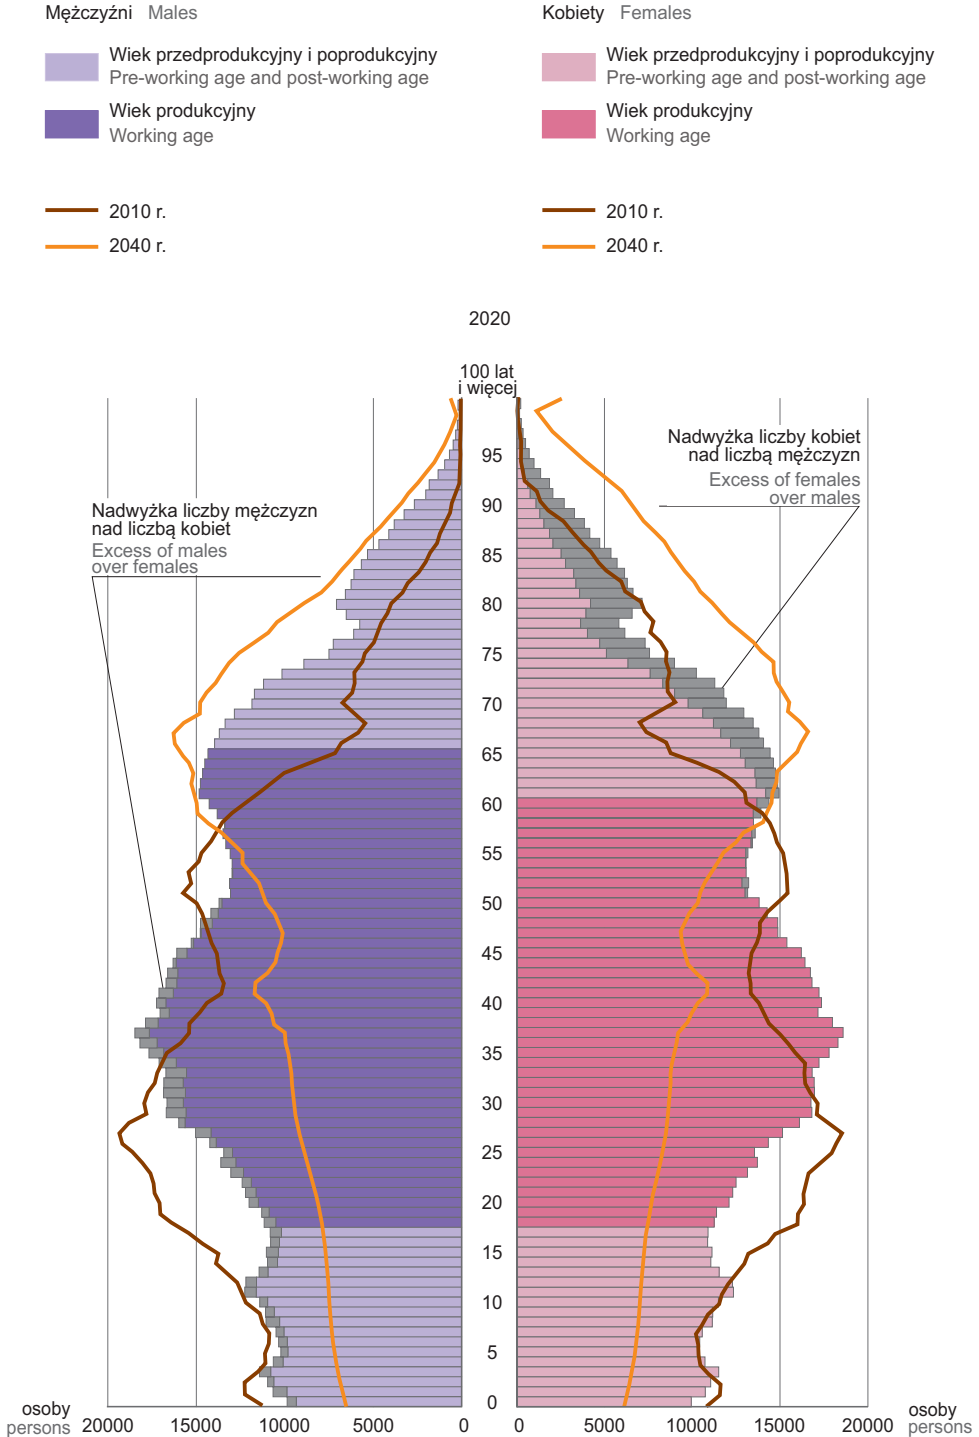 Mężczyźni Males
Wiek przedprodukcyjny i poprodukcyjny
Pre-working age and post-working age
Wiek produkcyjny
Working age
2010 r.
2040 r.
Kobiety Females
Wiek przedprodukcyjny i poprodukcyjny
Pre-working age and post-working age
Wiek produkcyjny
Working age
2010 r.
2040 r.
2020
100 lat
i więcej
Nadwyżka liczby kobiet
nad liczbą mężczyzn
Excess of females
over males
Nadwyżka liczby mężczyzn
nad liczbą kobiet
Excess of males
over females
95
90
85
80
75
70
65
60
55
50
45
40
35
30
25
20
15
10
5
0
osoby
persons
20000 15000 10000 5000 0
0 5000 10000 15000 20000
osoby
persons